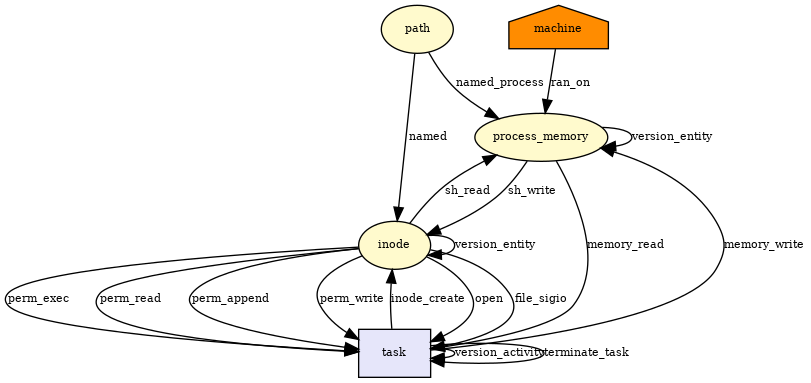 path
machine
named_process
ran_on
named
process_memory
version_entity
sh_read
sh_write
inode
version_entity
memory_read
memory_write
perm_exec
perm_read
perm_append
perm_write
inode_create
open
file_sigio
task
version_activity
terminate_task